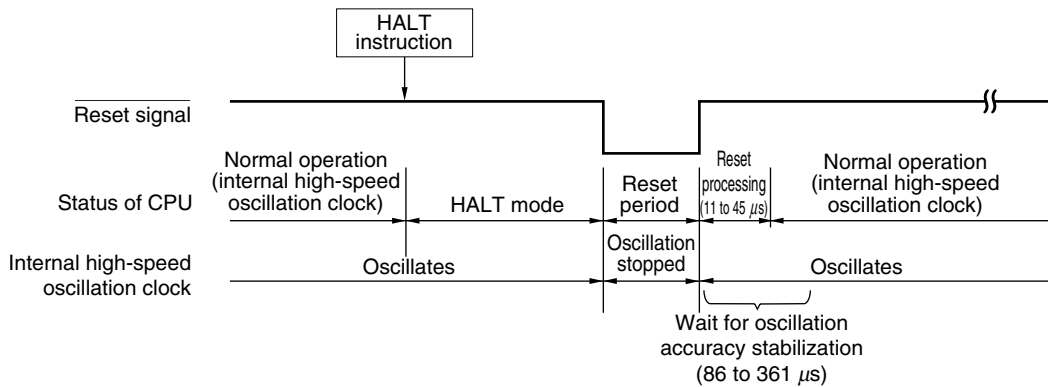 HALT
instruction
Reset signal
Status of CPU
Normal operation
(internal high-speed
oscillation clock)
HALT mode
Reset
period
Reset
processing
(11 to 45 μs)
Normal operation
(internal high-speed
oscillation clock)
Internal high-speed
oscillation clock
Oscillates
Oscillation
stopped
Oscillates
Wait for oscillation
accuracy stabilization
(86 to 361 μs)